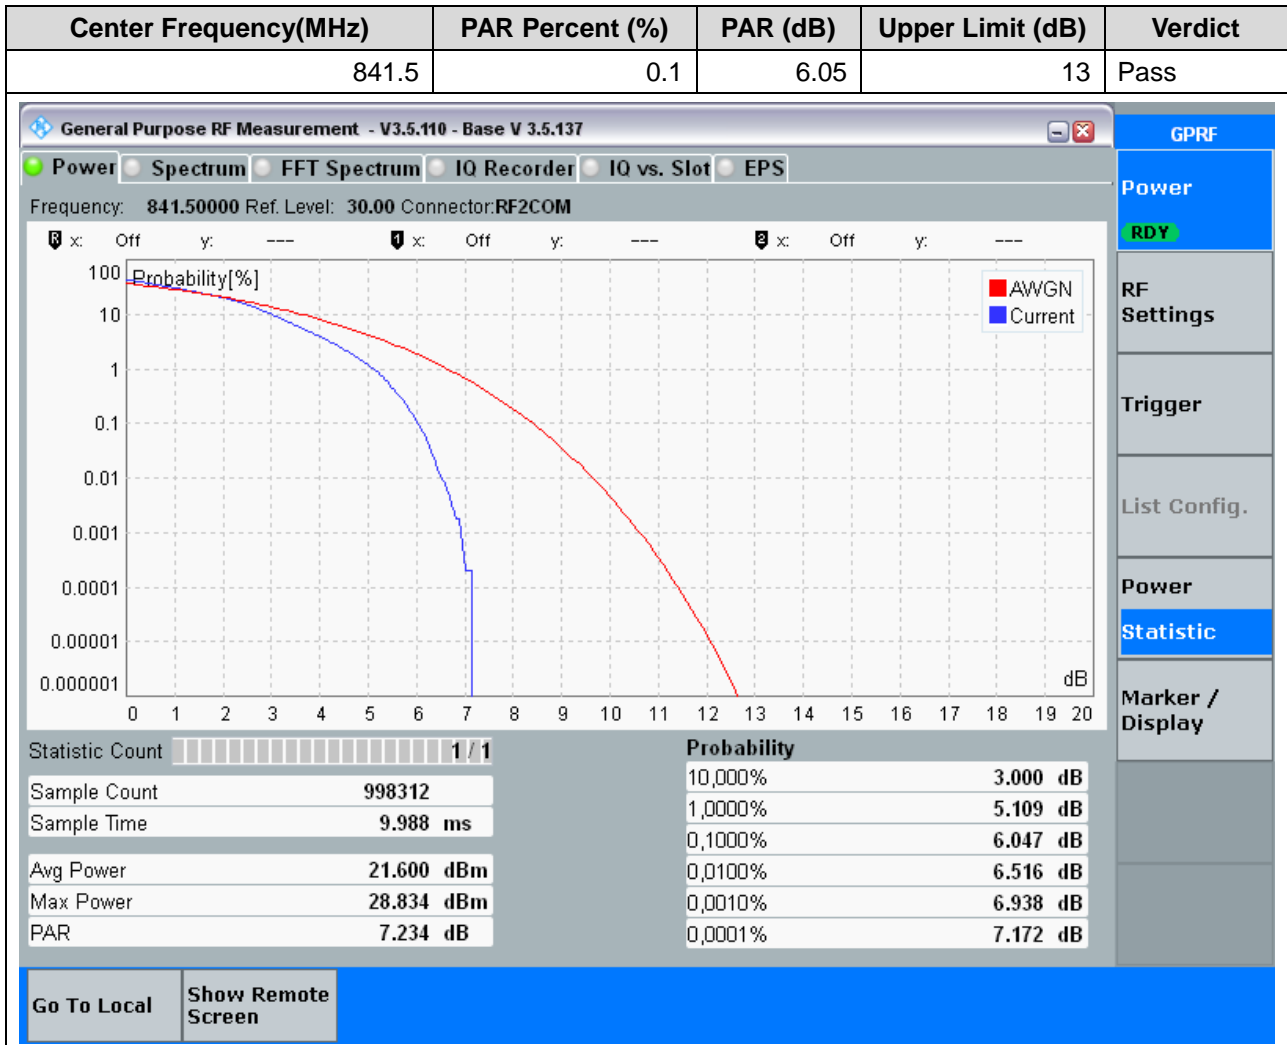 Center Frequency(MHz) PAR Percent (%) PAR (dB) Upper Limit (dB) Verdict
841.5 0.1 6.05 13 Pass
General Purpose RF Measurement - V3.5.110 - Base V 3.5.137
GPRF
Power Spectrum FFT Spectrum IQ Recorder IQ vs. Slot EPS
Power
RDY
Frequency: 841.50000 Ref. Level: 30.00 Connector:RF2COM
R x: Off y: --- 1 x: Off y: --- 2 x: Off y: ---
Probability[%]
AWGN
Current
100
10
1
0.1
0.01
0.001
0.0001
0.00001
0.000001
dB
0 1 2 3 4 5 6 7 8 9 10 11 12 13 14 15 16 17 18 19 20
RF
Settings
Trigger
List Config.
Power
Statistic
Marker /
Display
Statistic Count 1 / 1
Sample Count 998312
Sample Time 9.988 ms
Avg Power 21.600 dBm
Max Power 28.834 dBm
PAR 7.234 dB
Probability
10,000% 3.000 dB
1,0000% 5.109 dB
0,1000% 6.047 dB
0,0100% 6.516 dB
0,0010% 6.938 dB
0,0001% 7.172 dB
Go To Local
Show Remote
Screen